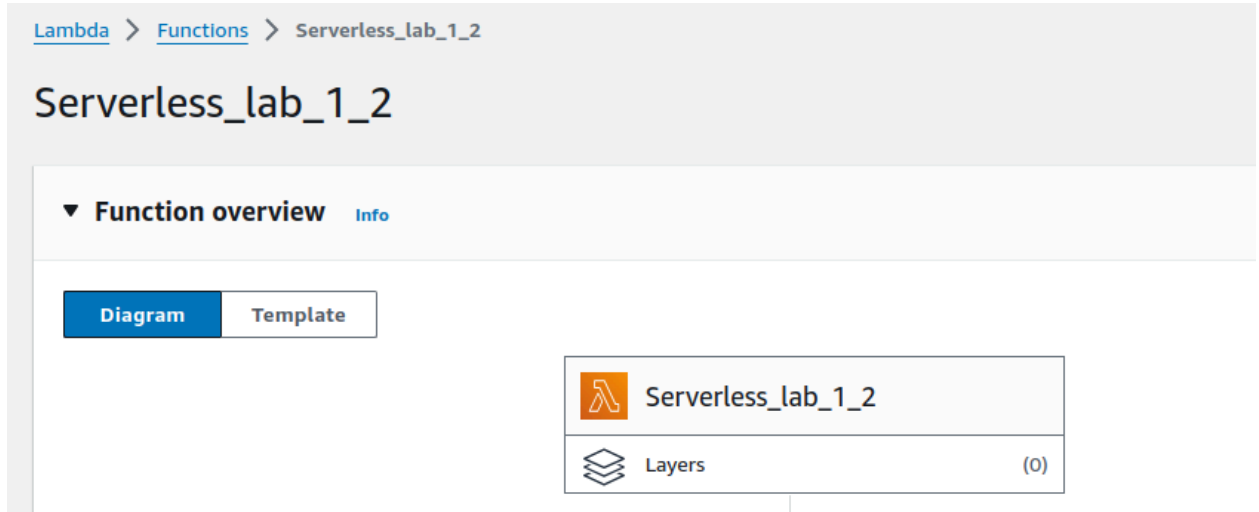 Lambda > Functions > Serverless_lab_1_2
Serverless_lab_1_2
Function overview Info
Diagram Template
Serverless_lab_1_2
Layers (0)